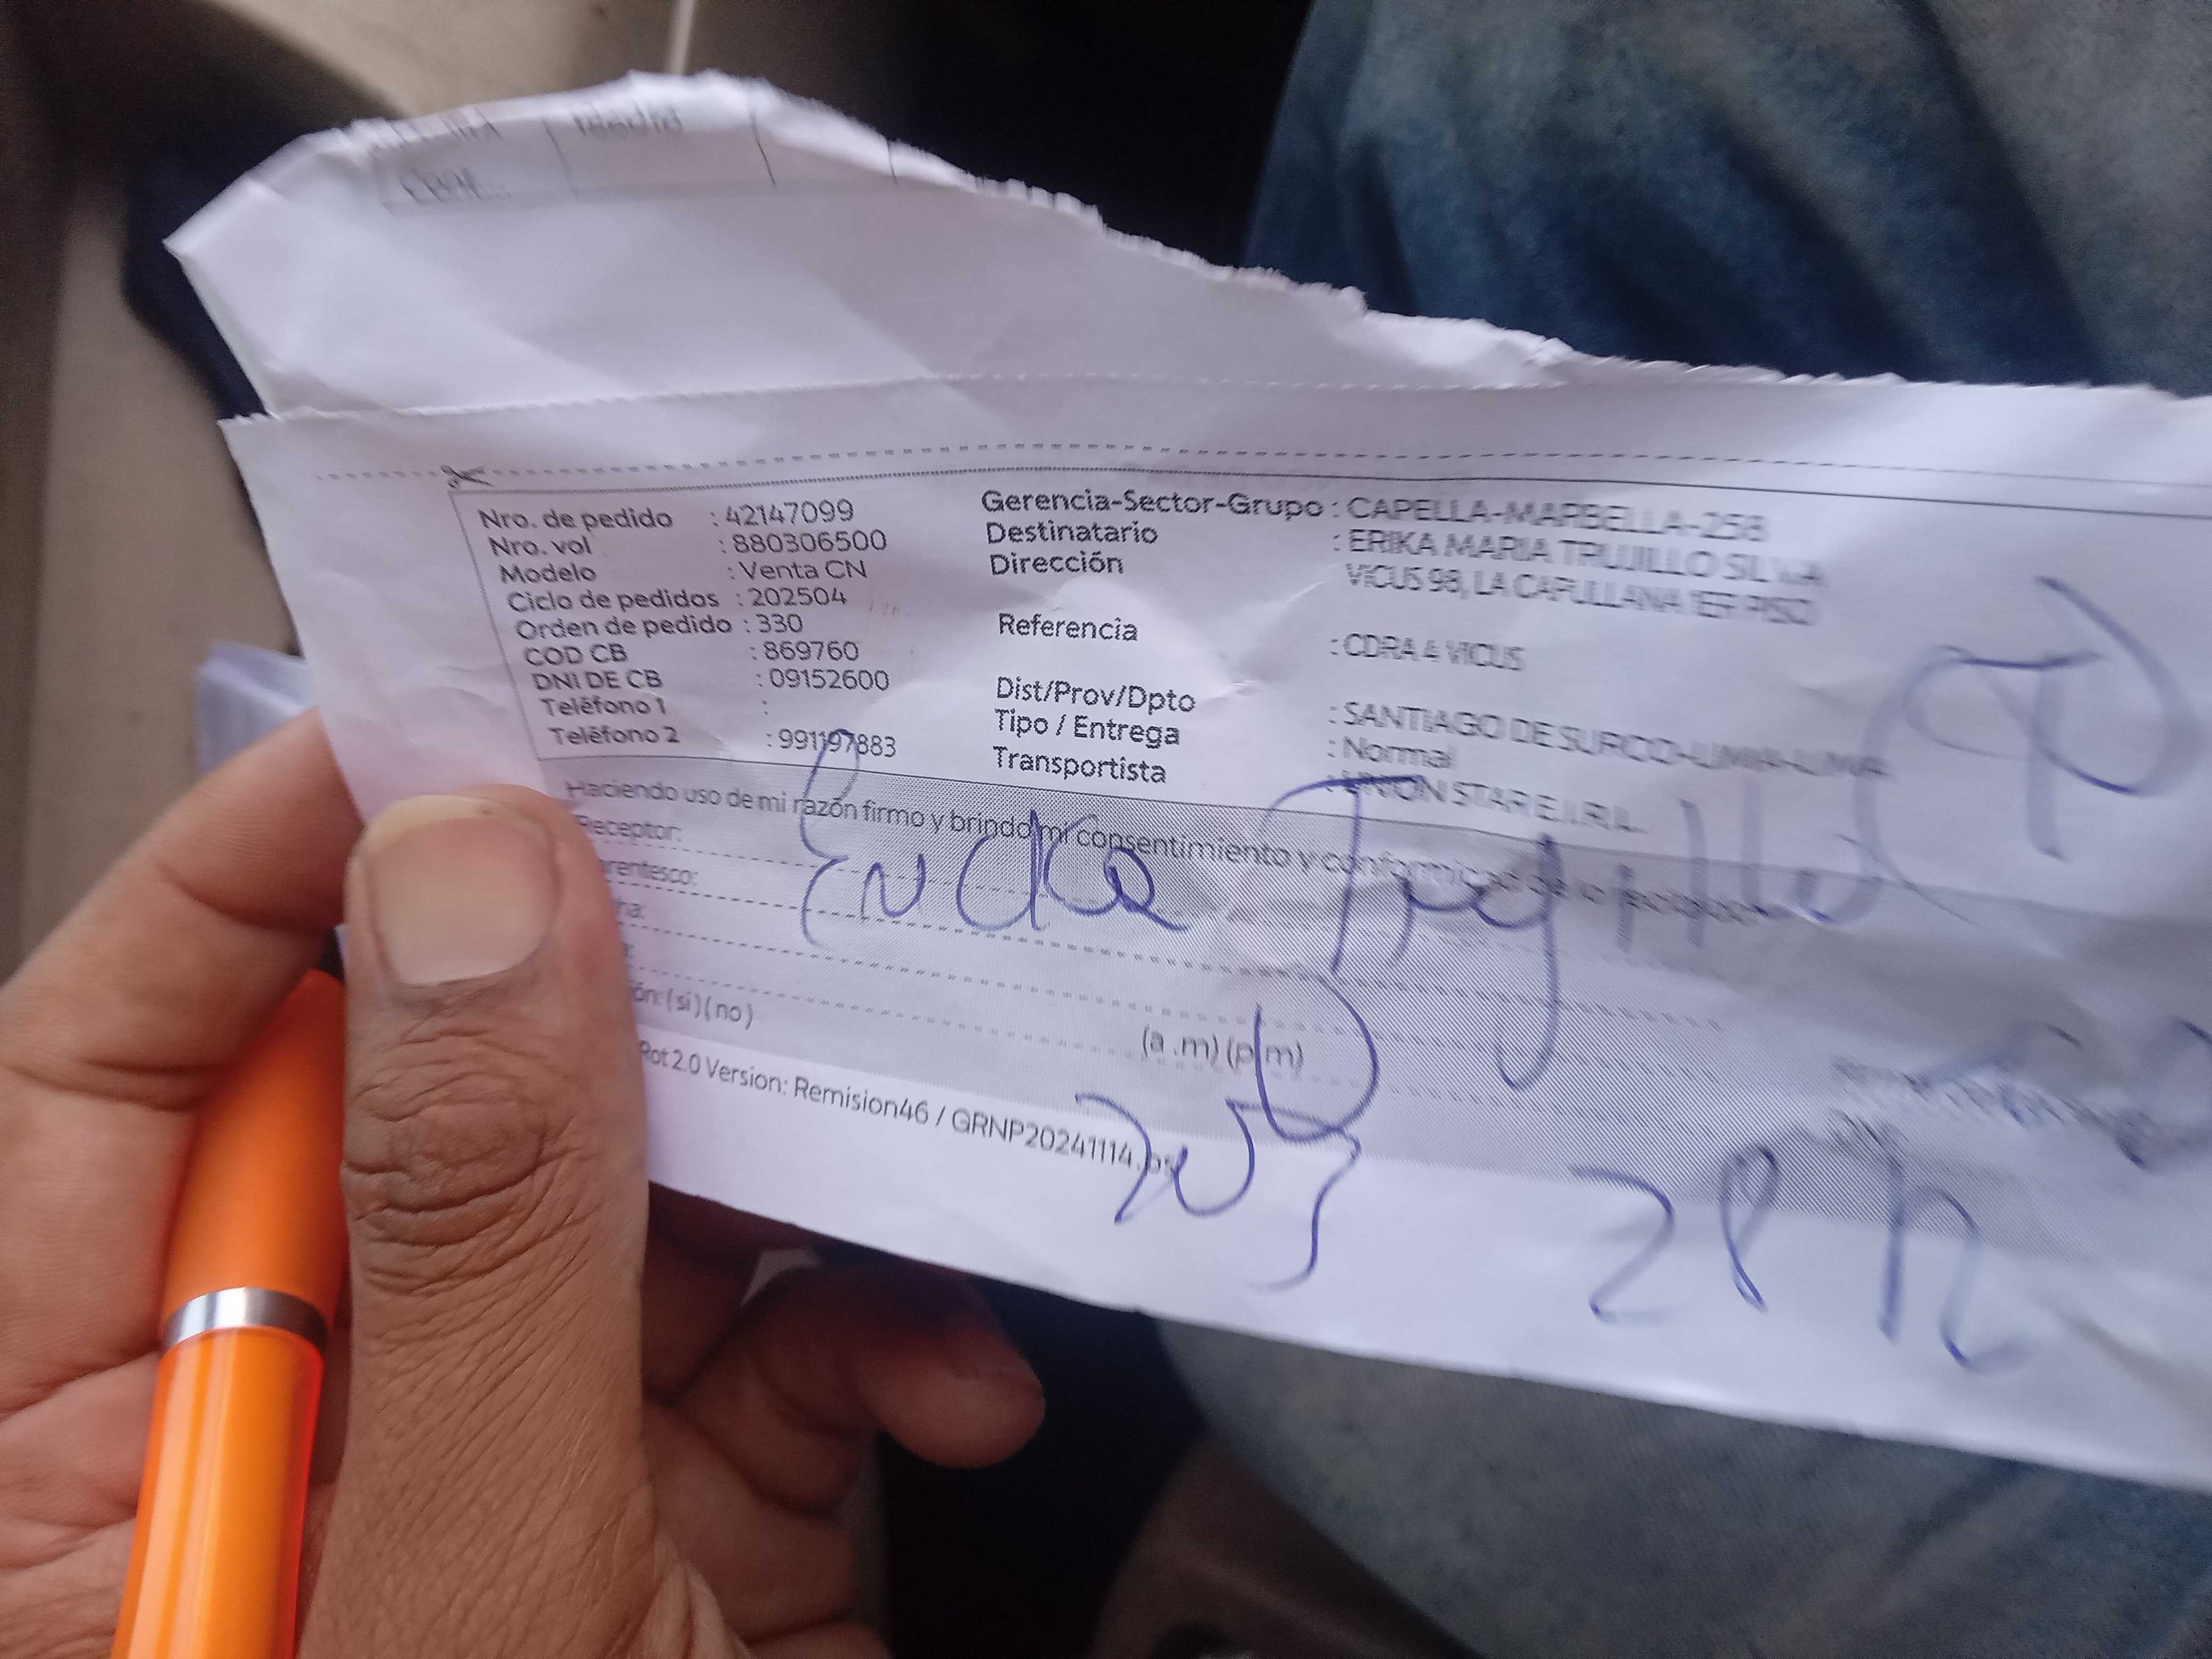 Nro. de pedido : 42147099
Nro. vol : 880306500
Modelo : Venta CN
Ciclo de pedidos : 202504
Orden de pedido : 330
COD CB : 869760
DNI DE CB : 09152600
Teléfono 1 :
Teléfono 2 : 991197883
Gerencia-Sector-Grupo : CAPELLA-MARBELLA-258
Destinatario : ERIKA MARIA TRUJILLO SILVA
Dirección VICUS 98, LA CAPULLANA 1ER PISO
Referencia : CDRA 4 VICUS
Dist/Prov/Dpto : SANTIAGO DE SURCO-LIMA-LIMA
Tipo / Entrega : Normal
Transportista : UNION STAR E.I.R.L.
Haciendo uso de mi razón firmo y brindo mi consentimiento y conformidad de lo
Receptor:
Trujillo
(a .m) (p m)
ón: (si) (no)
Rot 2.0 Version: Remision46 / GRNP20241114.